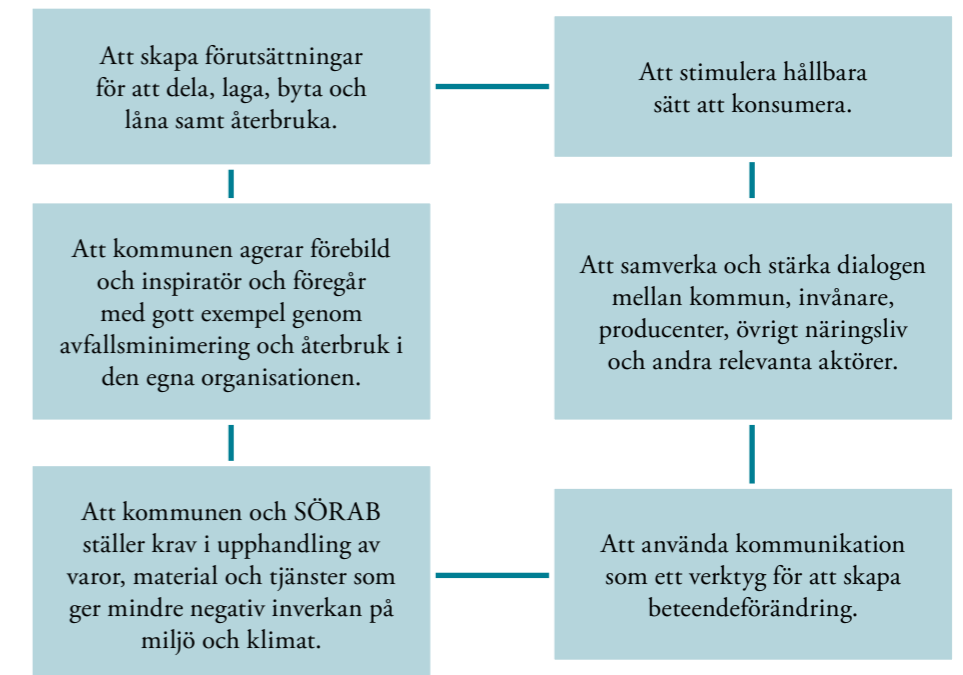 Att skapa förutsättningar
för att dela, laga, byta och
låna samt återbruka.
Att stimulera hållbara
sätt att konsumera.
Att kommunen agerar förebild
och inspiratör och föregår
med gott exempel genom
avfallsminimering och återbruk i
den egna organisationen.
Att samverka och stärka dialogen
mellan kommun, invånare,
producenter, övrigt näringsliv
och andra relevanta aktörer.
Att kommunen och SÖRAB
ställer krav i upphandling av
varor, material och tjänster som
ger mindre negativ inverkan på
miljö och klimat.
Att använda kommunikation
som ett verktyg för att skapa
beteendeförändring.